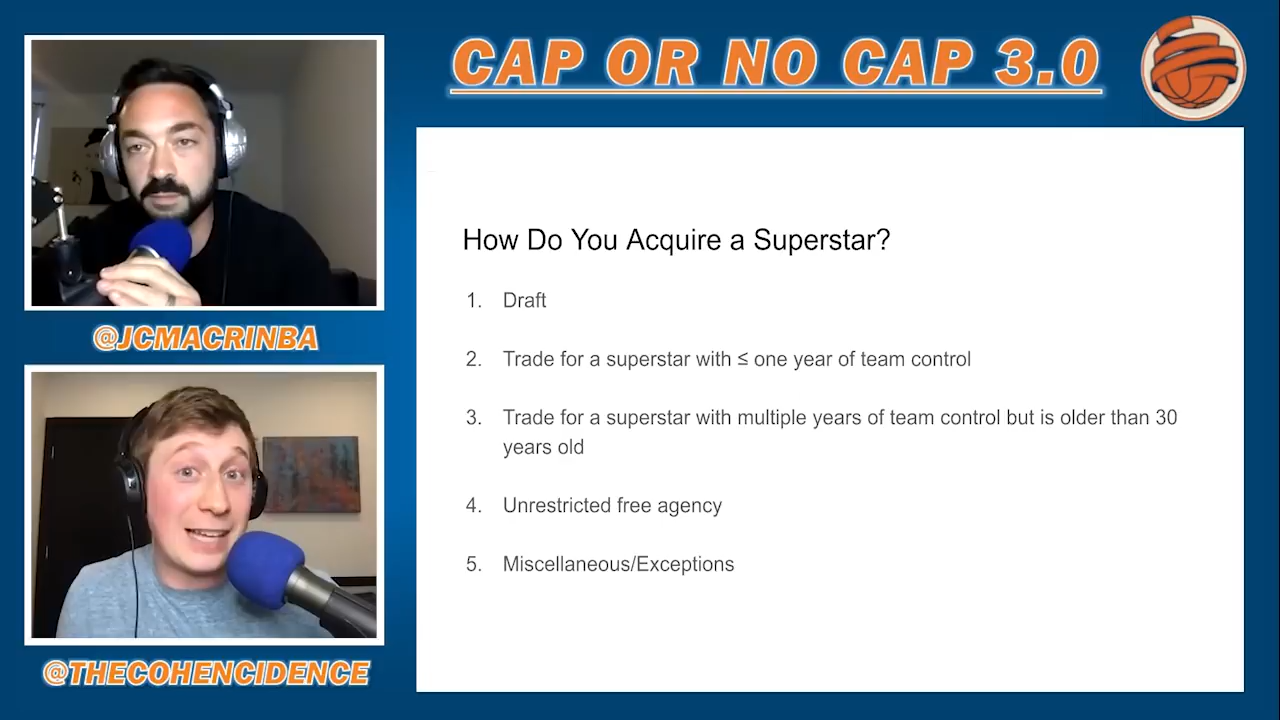 CAP OR NO CAP 3.0
@JCMACRINBA
@THECOHENCIDENCE
How Do You Acquire a Superstar?
1. Draft
2. Trade for a superstar with ≤ one year of team control
3. Trade for a superstar with multiple years of team control but is older than 30
years old
4. Unrestricted free agency
5. Miscellaneous/Exceptions